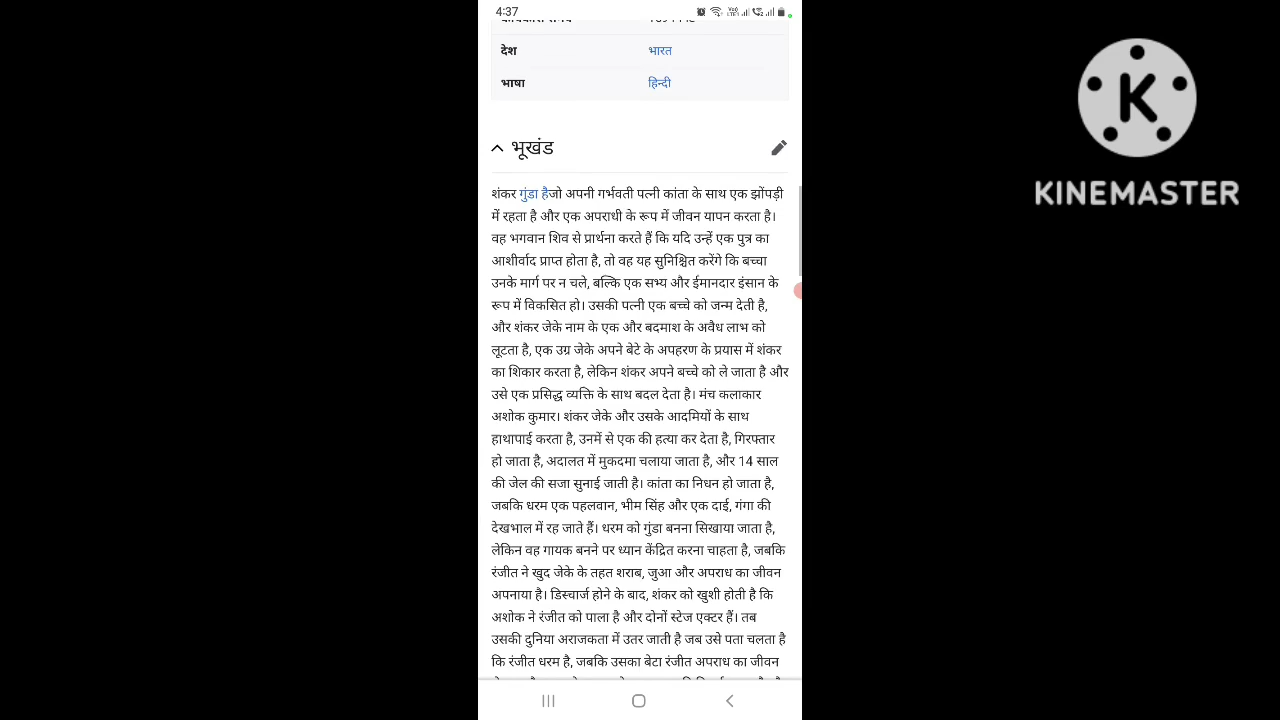 4:37
KINEMASTER
देश भारत
भाषा हिन्दी
भूखंड
शंकर गुंडा हैजो अपनी गर्भवती पत्नी कांता के साथ एक झोंपड़ी
में रहता है और एक अपराधी के रूप में जीवन यापन करता है।
वह भगवान शिव से प्रार्थना करते हैं कि यदि उन्हें एक पुत्र का
आशीर्वाद प्राप्त होता है, तो वह यह सुनिश्चित करेंगे कि बच्चा
उनके मार्ग पर न चले, बल्कि एक सभ्य और ईमानदार इंसान के
रूप में विकसित हो। उसकी पत्नी एक बच्चे को जन्म देती है,
और शंकर जेके नाम के एक और बदमाश के अवैध लाभ को
लूटता है, एक उग्र जेके अपने बेटे के अपहरण के प्रयास में शंकर
का शिकार करता है, लेकिन शंकर अपने बच्चे को ले जाता है और
उसे एक प्रसिद्ध व्यक्ति के साथ बदल देता है। मंच कलाकार
अशोक कुमार। शंकर जेके और उसके आदमियों के साथ
हाथापाई करता है, उनमें से एक की हत्या कर देता है, गिरफ्तार
हो जाता है, अदालत में मुकदमा चलाया जाता है, और 14 साल
की जेल की सजा सुनाई जाती है। कांता का निधन हो जाता है,
जबकि धरम एक पहलवान, भीम सिंह और एक दाई, गंगा की
देखभाल में रह जाते हैं। धरम को गुंडा बनना सिखाया जाता है,
लेकिन वह गायक बनने पर ध्यान केंद्रित करना चाहता है, जबकि
रंजीत ने खुद जेके के तहत शराब, जुआ और अपराध का जीवन
अपनाया है। डिस्चार्ज होने के बाद, शंकर को खुशी होती है कि
अशोक ने रंजीत को पाला है और दोनों स्टेज एक्टर हैं। तब
उसकी दुनिया अराजकता में उतर जाती है जब उसे पता चलता है
कि रंजीत धरम है, जबकि उसका बेटा रंजीत अपराध का जीवन